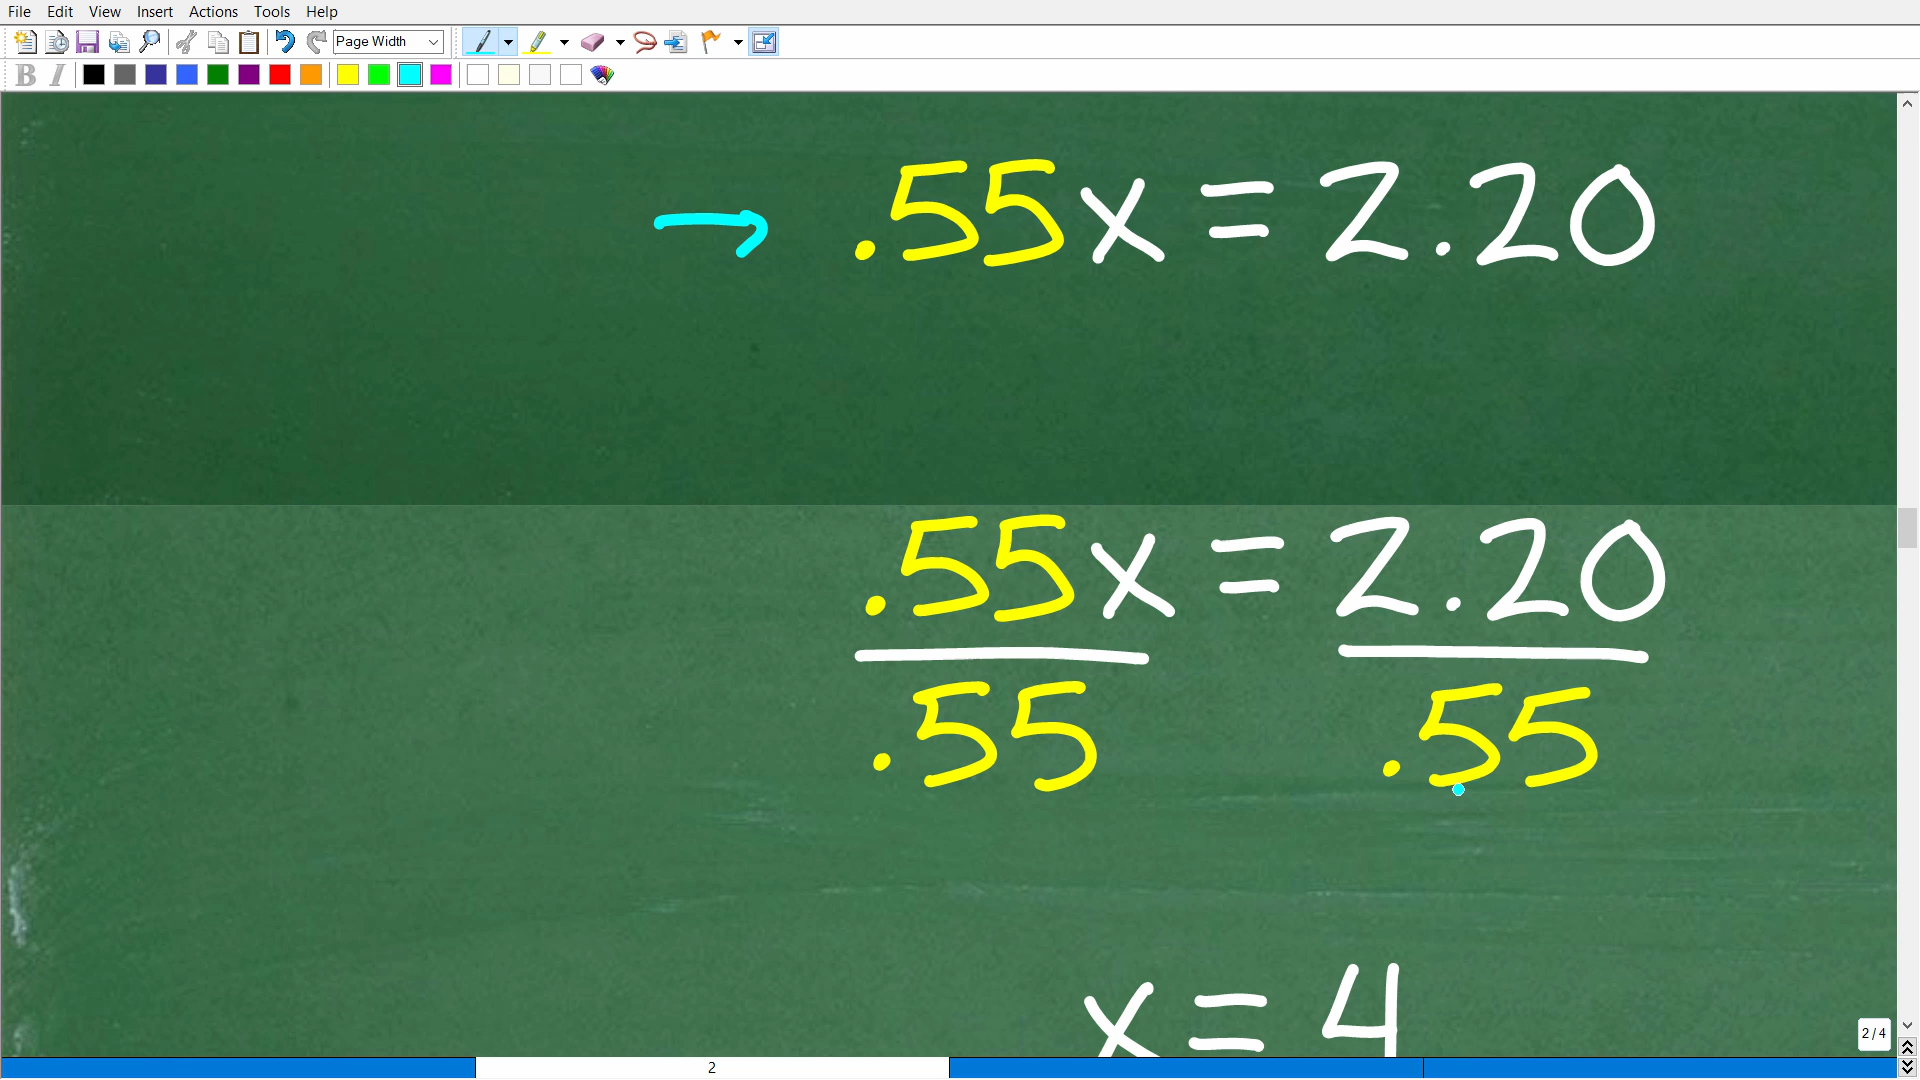 File Edit View Insert Actions Tools Help
Page Width
B I
.55x = 2.20
.55x = 2.20
.55 .55
x = 4
2 / 4
2